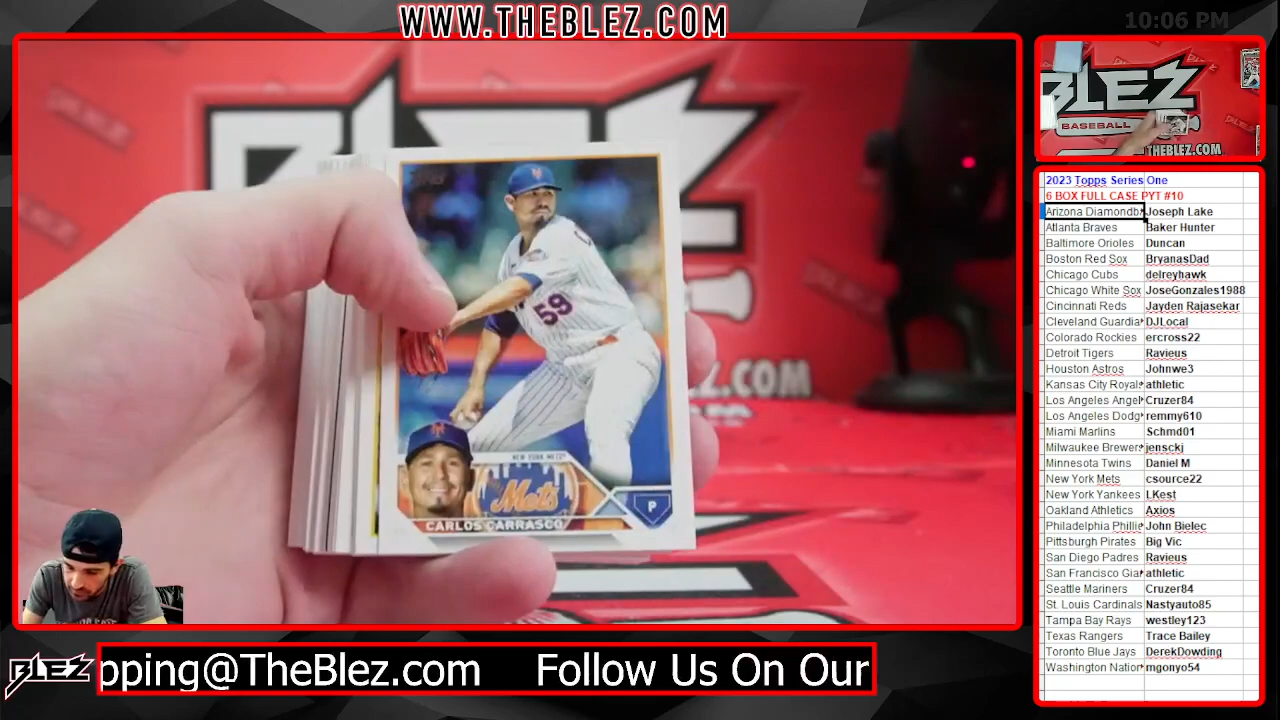 WWW.THEBLEZ.COM
10:06 PM
BLEZ
BASEBALL
THEBLEZ.COM
59
NEW YORK METS
Mets
P
CARLOS CARRASCO
Z.COM
2023 Topps Series One
6 BOX FULL CASE PYT #10
Arizona Diamondb Joseph Lake
Atlanta Braves Baker Hunter
Baltimore Orioles Duncan
Boston Red Sox BryanasDad
Chicago Cubs delreyhawk
Chicago White Sox JoseGonzales1988
Cincinnati Reds Jayden Rajasekar
Cleveland Guardia DJLocal
Colorado Rockies ercross22
Detroit Tigers Ravieus
Houston Astros Johnwe3
Kansas City Royal athletic
Los Angeles Angel Cruzer84
Los Angeles Dodg remmy610
Miami Marlins Schmd01
Milwaukee Brewer jensckj
Minnesota Twins Daniel M
New York Mets csource22
New York Yankees LKest
Oakland Athletics Axios
Philadelphia Phillie John Bielec
Pittsburgh Pirates Big Vic
San Diego Padres Ravieus
San Francisco Gia athletic
Seattle Mariners Cruzer84
St. Louis Cardinals Nastyauto85
Tampa Bay Rays westley123
Texas Rangers Trace Bailey
Toronto Blue Jays DerekDowding
Washington Nation mgonyo54
BLEZ
pping@TheBlez.com Follow Us On Our